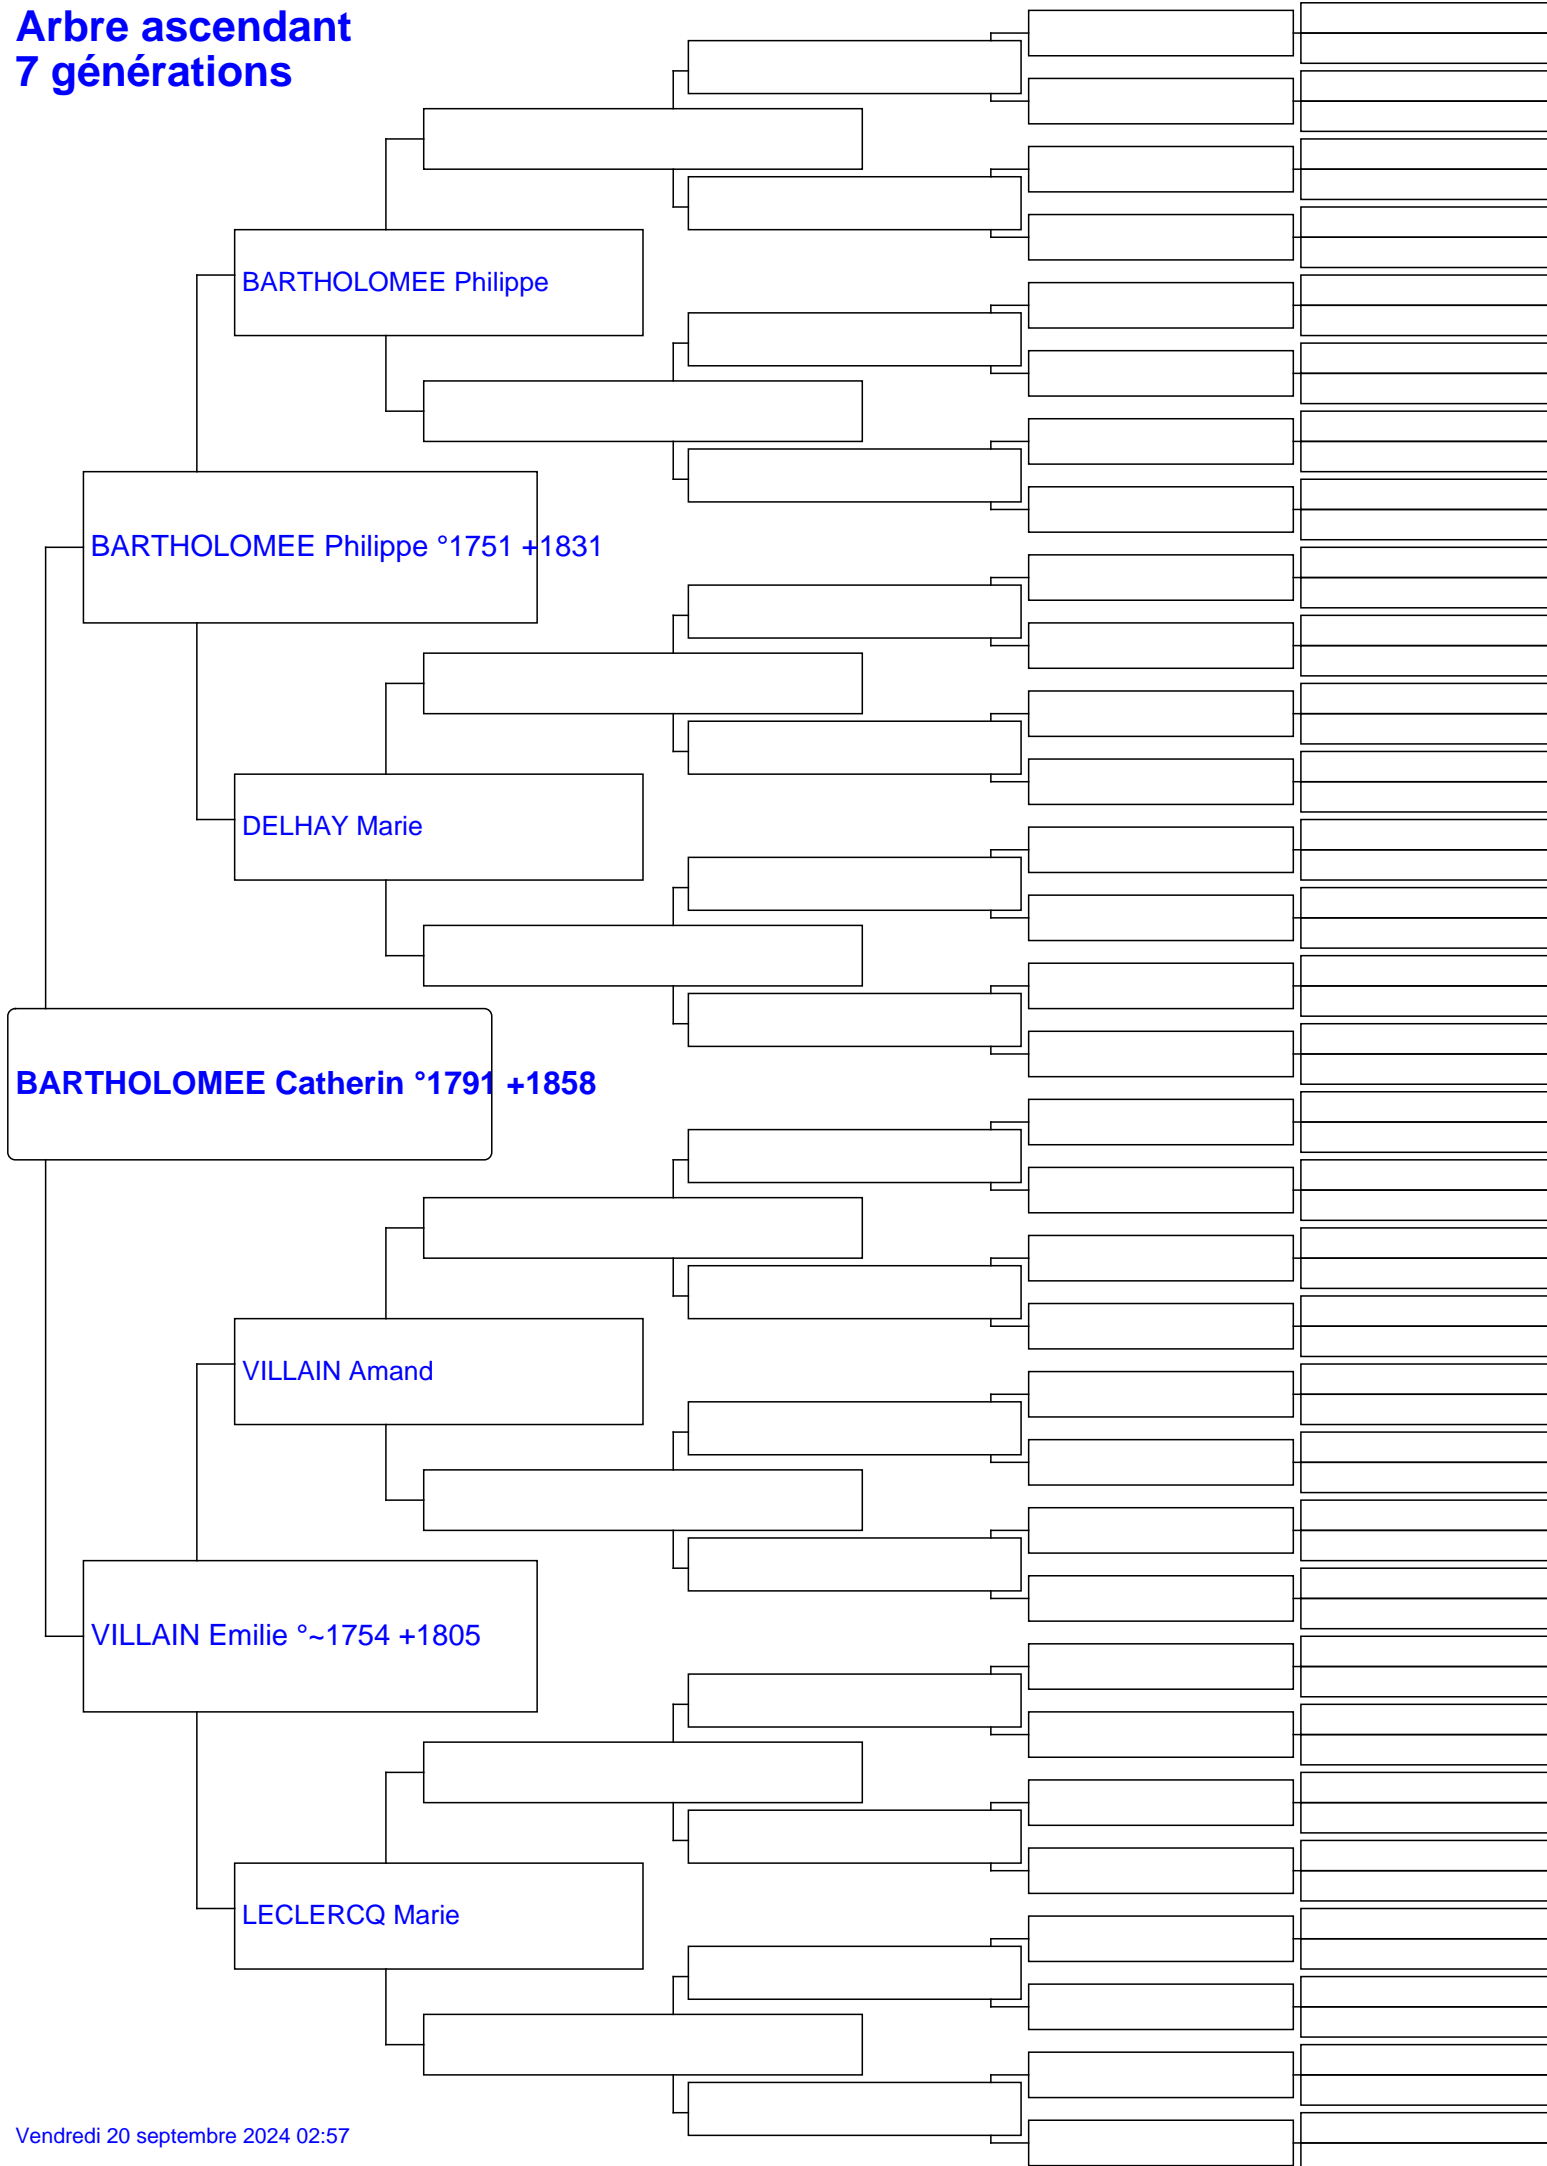 Arbre ascendant
7 générations
BARTHOLOMEE Philippe
BARTHOLOMEE Philippe °1751 +1831
DELHAY Marie
BARTHOLOMEE Catherin °1791 +1858
VILLAIN Amand
VILLAIN Emilie °~1754 +1805
LECLERCQ Marie
Vendredi 20 septembre 2024 02:57